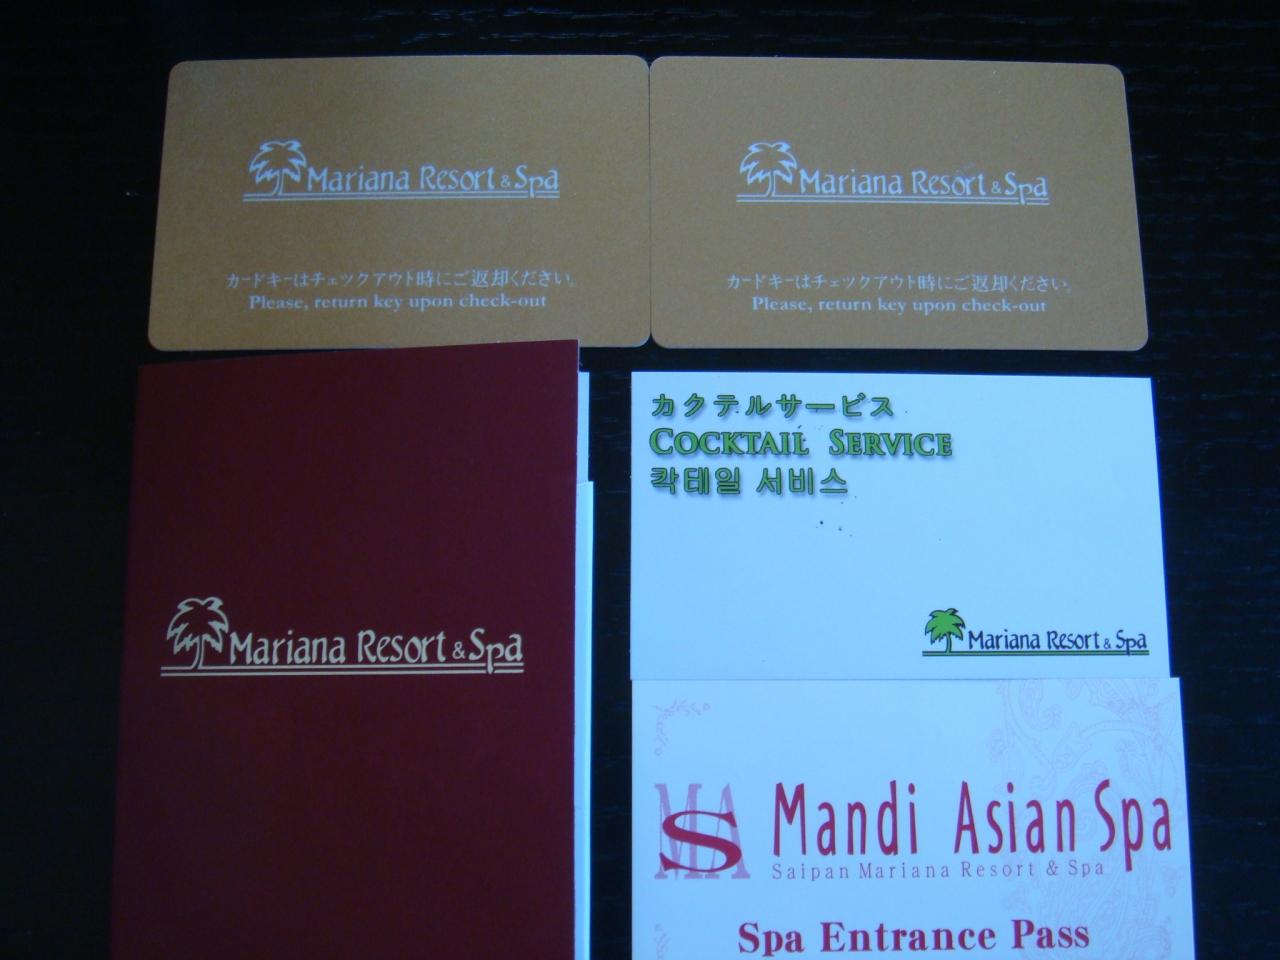 Mariana Resort & Spa
カードキーはチェックアウト時にご返却ください。
Please, return key upon check-out
Mariana Resort & Spa
カードキーはチェックアウト時にご返却ください。
Please, return key upon check-out
Mariana Resort & Spa
カクテルサービス
COCKTAIL SERVICE
칵테일 서비스
Mariana Resort & Spa
MAS
Mandi Asian Spa
Saipan Mariana Resort & Spa
Spa Entrance Pass